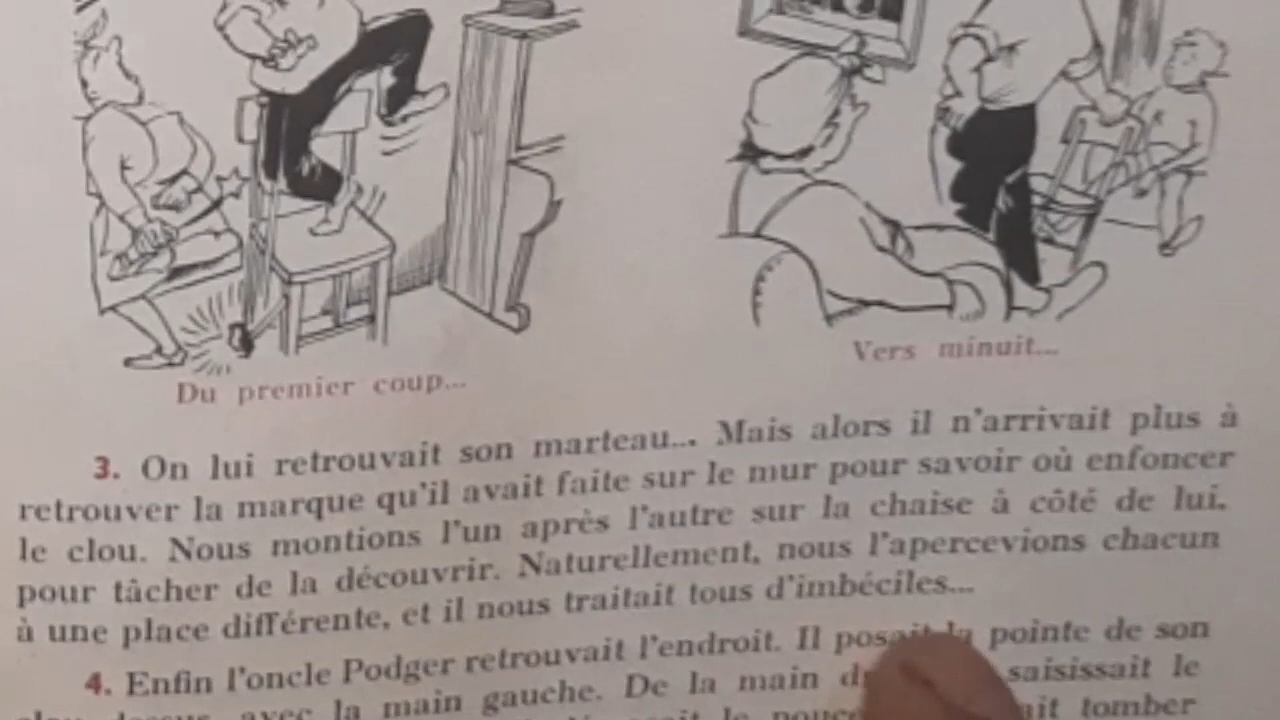 Du premier coup...
Vers minuit...
3. On lui retrouvait son marteau... Mais alors il n'arrivait plus à
retrouver la marque qu'il avait faite sur le mur pour savoir où enfoncer
le clou. Nous montions l'un après l'autre sur la chaise à côté de lui,
pour tâcher de la découvrir. Naturellement, nous l'apercevions chacun
à une place différente, et il nous traitait tous d'imbéciles...
4. Enfin l'oncle Podger retrouvait l'endroit. Il posait la pointe de son
avec la main gauche. De la main saisissait le
le pouce tomber